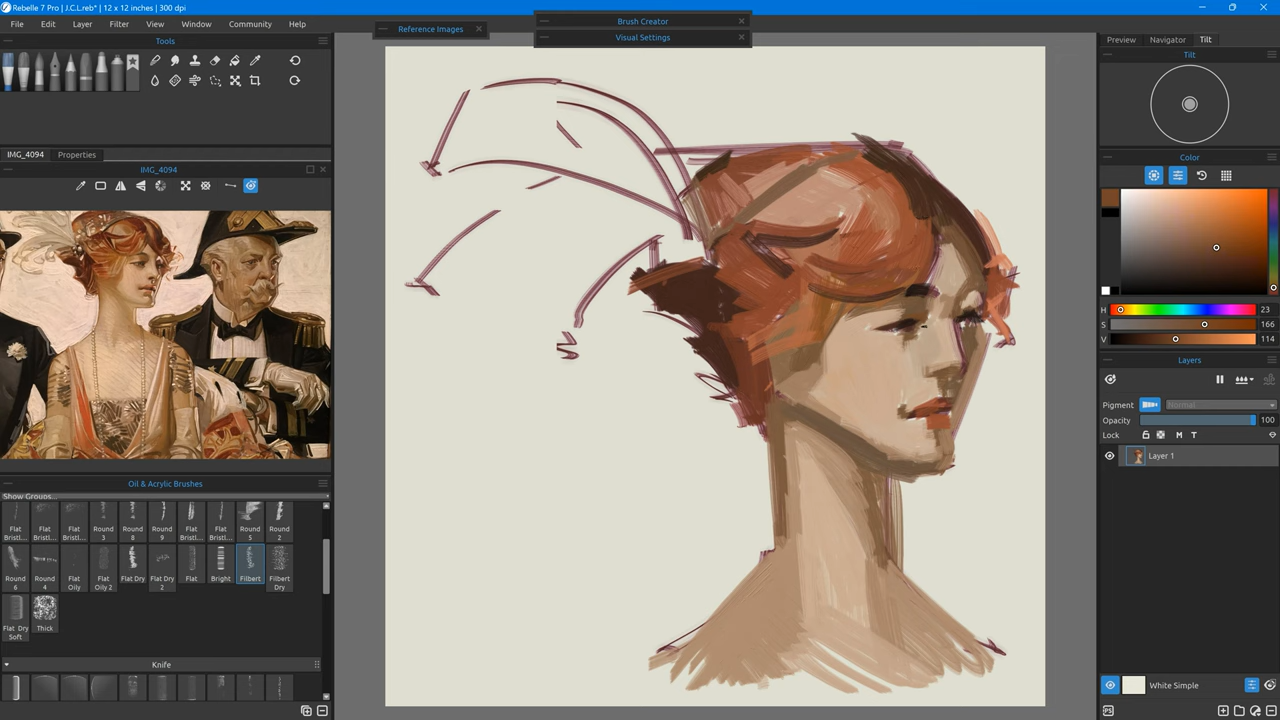 Rebelle 7 Pro | J.C.L.reb* | 12 x 12 inches | 300 dpi
File Edit Layer Filter View Window Community Help
Reference Images
Brush Creator
Visual Settings
Tools
IMG_4094 Properties
IMG_4094
Oil & Acrylic Brushes
Show Groups...
Flat Bristl... Flat Bristl... Flat Bristl... Round 3 Round 8 Round 9 Flat Bristl... Flat Bristl... Round 5 Round 2
Round 6 Round 4 Flat Oily Flat Oily 2 Flat Dry Flat Dry 2 Flat Bright Filbert Filbert Dry
Flat Dry Soft Thick
Knife
Preview Navigator Tilt
Tilt
Color
H 23
S 166
V 114
Layers
Pigment Normal
Opacity 100
Lock M T
Layer 1
White Simple
PS